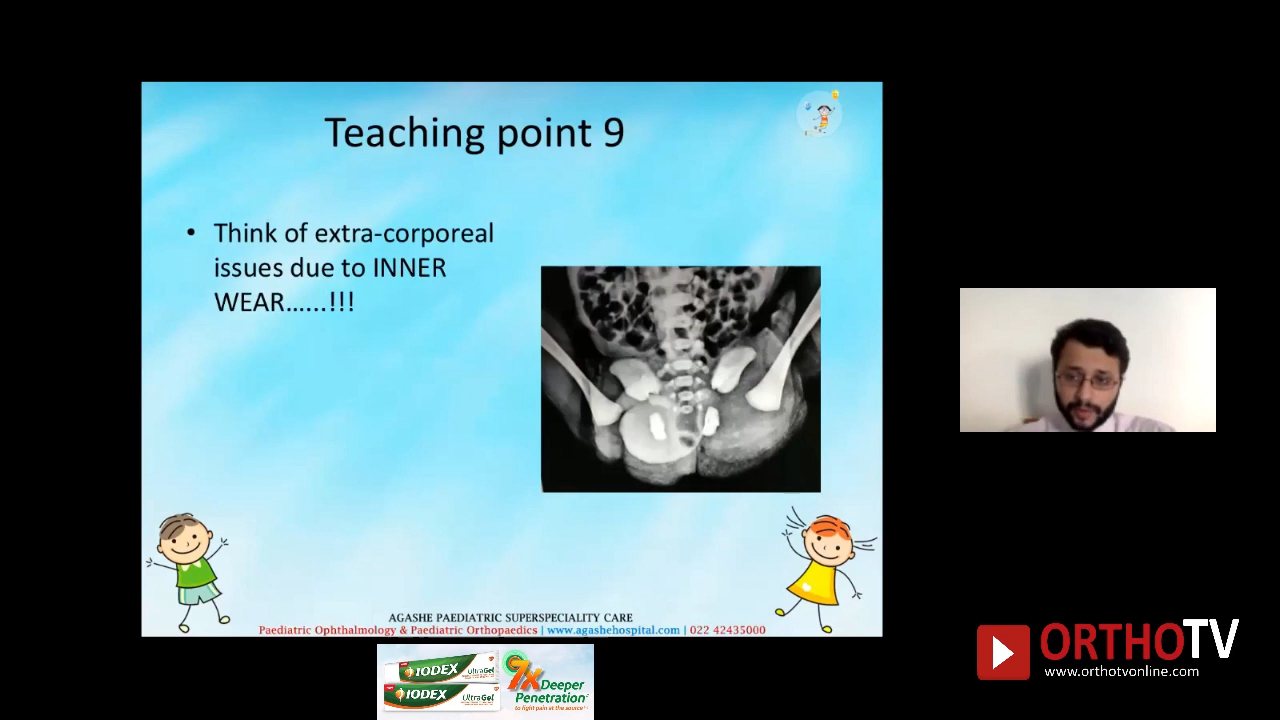 Teaching point 9
• Think of extra-corporeal
issues due to INNER
WEAR......!!!
AGASHE PAEDIATRIC SUPERSPECIALITY CARE
Paediatric Ophthalmology & Paediatric Orthopaedics | www.agashehospital.com | 022 42435000
IODEX UltraGel
IODEX UltraGel
7X Deeper
Penetration
to fight pain at the source
ORTHOTV
www.orthotvonline.com